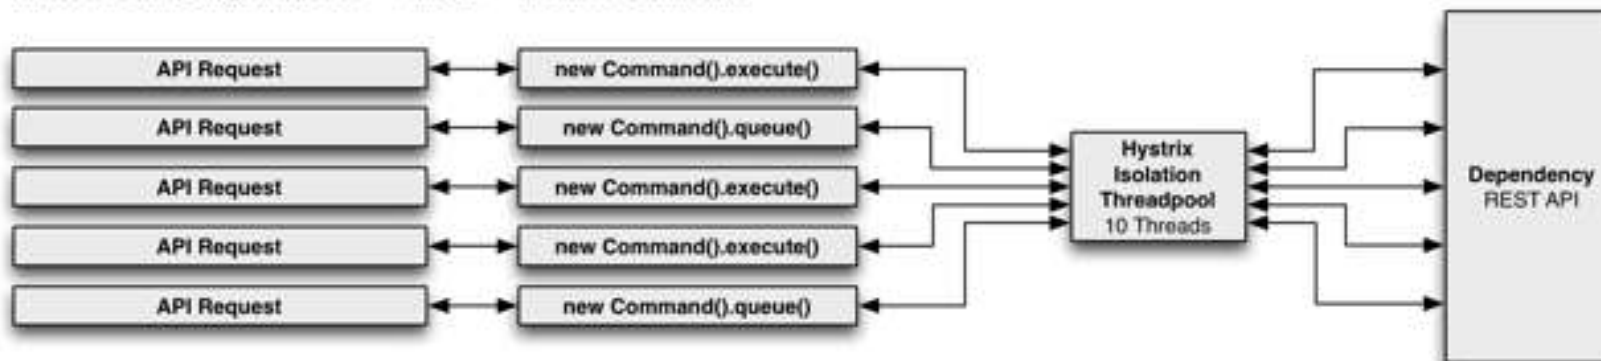 API Request
new Command().execute()
API Request
new Command().queue()
API Request
new Command().execute()
API Request
new Command().execute()
API Request
new Command().queue()
Hystrix
Isolation
Threadpool
10 Threads
Dependency
REST API